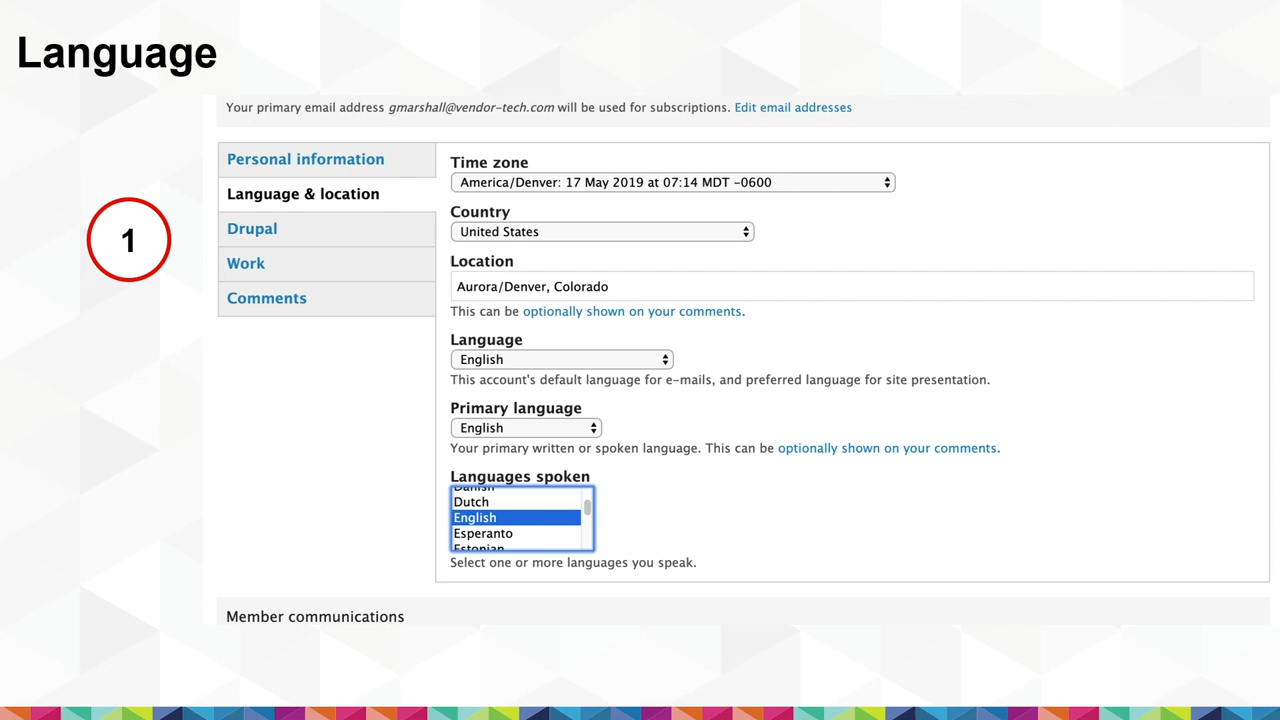 Language
Your primary email address gmarshall@vendor-tech.com will be used for subscriptions. Edit email addresses
Personal information
Language & location
Drupal
Work
Comments
1
Time zone
America/Denver: 17 May 2019 at 07:14 MDT -0600
Country
United States
Location
Aurora/Denver, Colorado
This can be optionally shown on your comments.
Language
English
This account's default language for e-mails, and preferred language for site presentation.
Primary language
English
Your primary written or spoken language. This can be optionally shown on your comments.
Languages spoken
Danish
Dutch
English
Esperanto
Estonian
Select one or more languages you speak.
Member communications